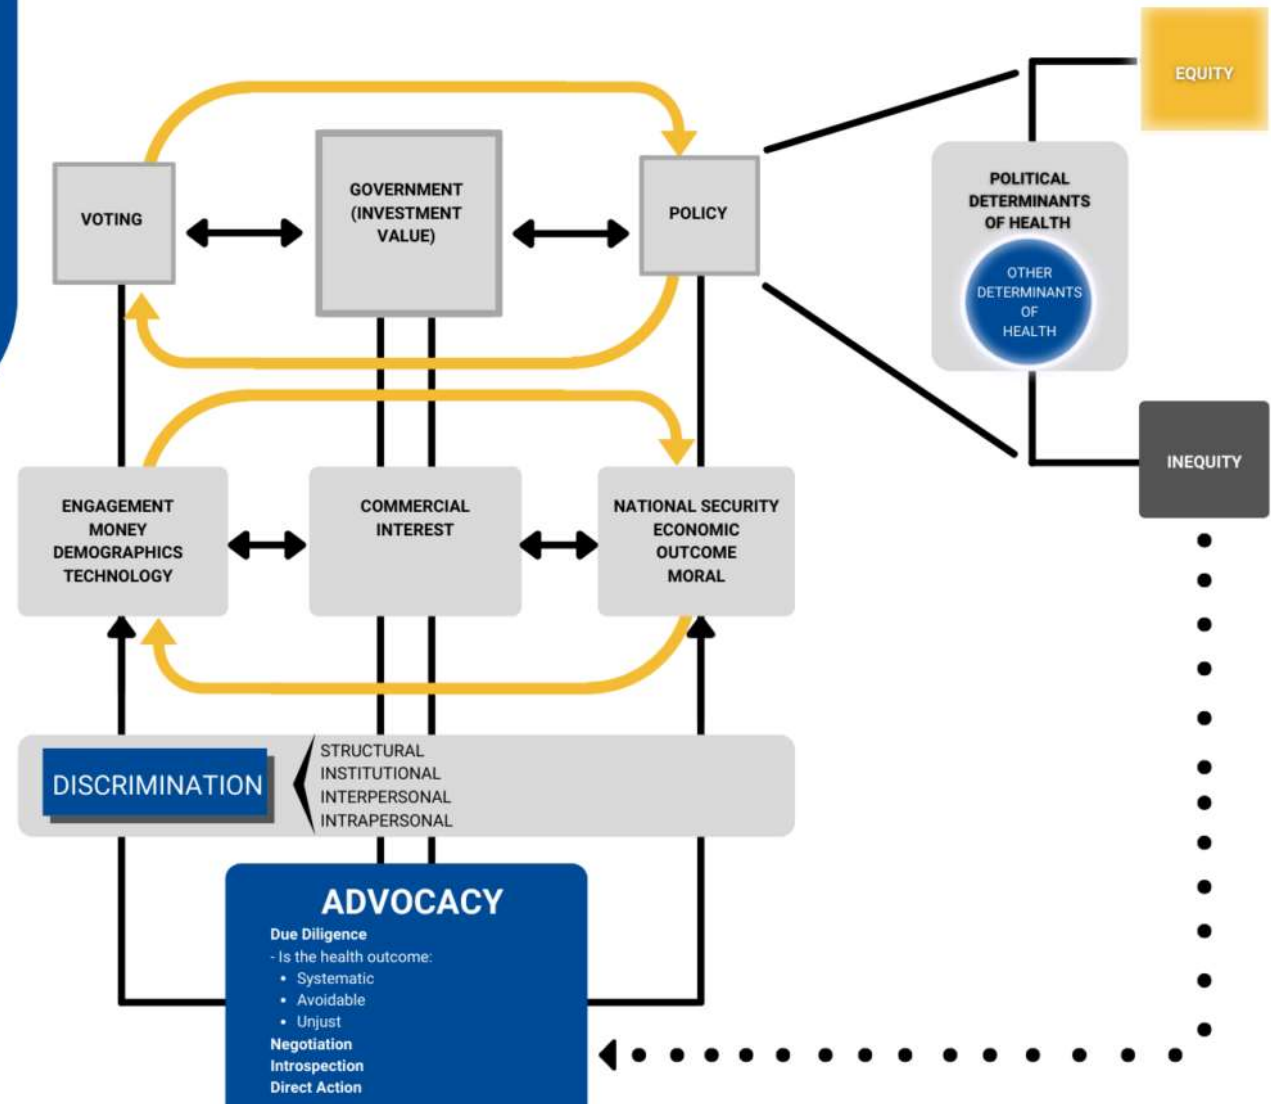 EQUITY
VOTING
GOVERNMENT
(INVESTMENT
VALUE)
POLICY
POLITICAL
DETERMINANTS
OF HEALTH
OTHER
DETERMINANTS
OF
HEALTH
INEQUITY
ENGAGEMENT
MONEY
DEMOGRAPHICS
TECHNOLOGY
COMMERCIAL
INTEREST
NATIONAL SECURITY
ECONOMIC
OUTCOME
MORAL
DISCRIMINATION
STRUCTURAL
INSTITUTIONAL
INTERPERSONAL
INTRAPERSONAL
ADVOCACY
Due Diligence
- Is the health outcome:
• Systematic
• Avoidable
• Unjust
Negotiation
Introspection
Direct Action